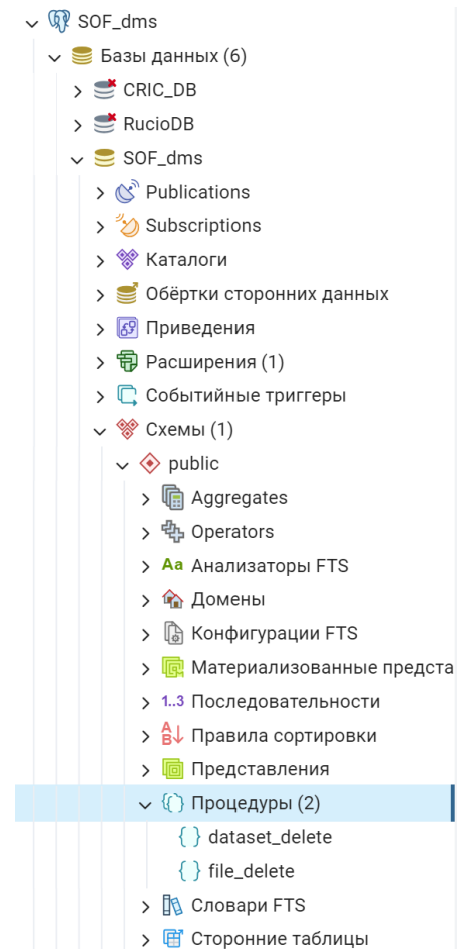 SOF_dms
Базы данных (6)
CRIC_DB
RucioDB
SOF_dms
Publications
Subscriptions
Каталоги
Обёртки сторонних данных
Приведения
Расширения (1)
Событийные триггеры
Схемы (1)
public
Aggregates
Operators
Aa Анализаторы FTS
Домены
Конфигурации FTS
Материализованные предста
1..3 Последовательности
Правила сортировки
Представления
Процедуры (2)
dataset_delete
file_delete
Словари FTS
Сторонние таблицы